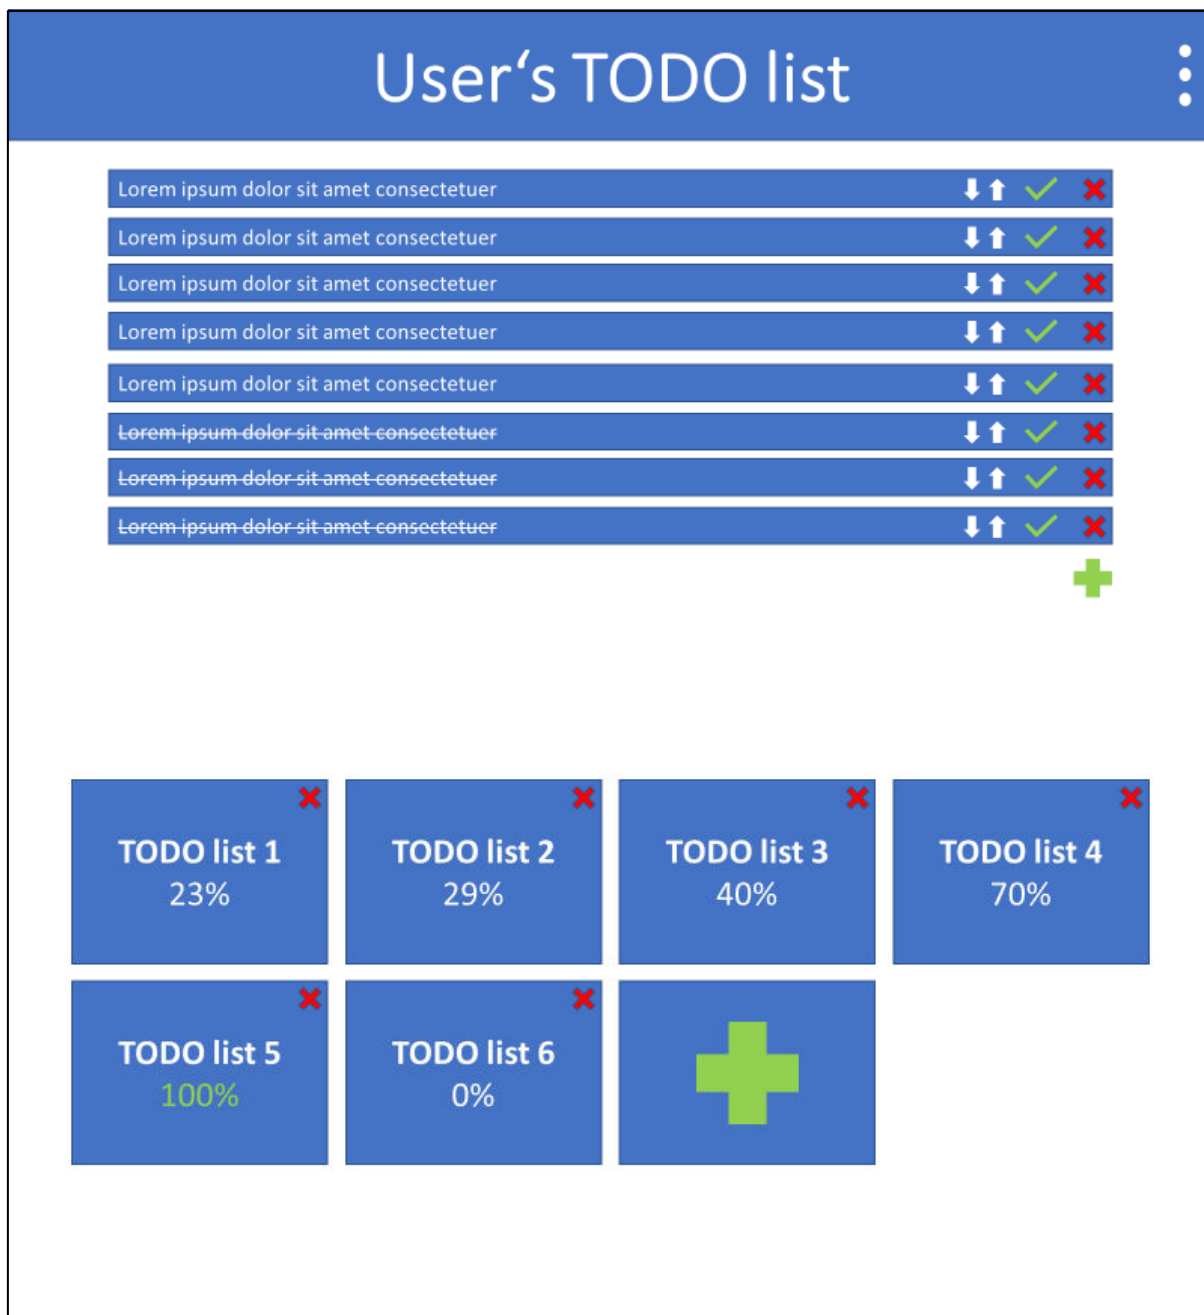 User‘s TODO list
Lorem ipsum dolor sit amet consectetuer
Lorem ipsum dolor sit amet consectetuer
Lorem ipsum dolor sit amet consectetuer
Lorem ipsum dolor sit amet consectetuer
Lorem ipsum dolor sit amet consectetuer
Lorem ipsum dolor sit amet consectetuer
Lorem ipsum dolor sit amet consectetuer
Lorem ipsum dolor sit amet consectetuer
TODO list 1
23%
TODO list 2
29%
TODO list 3
40%
TODO list 4
70%
TODO list 5
100%
TODO list 6
0%